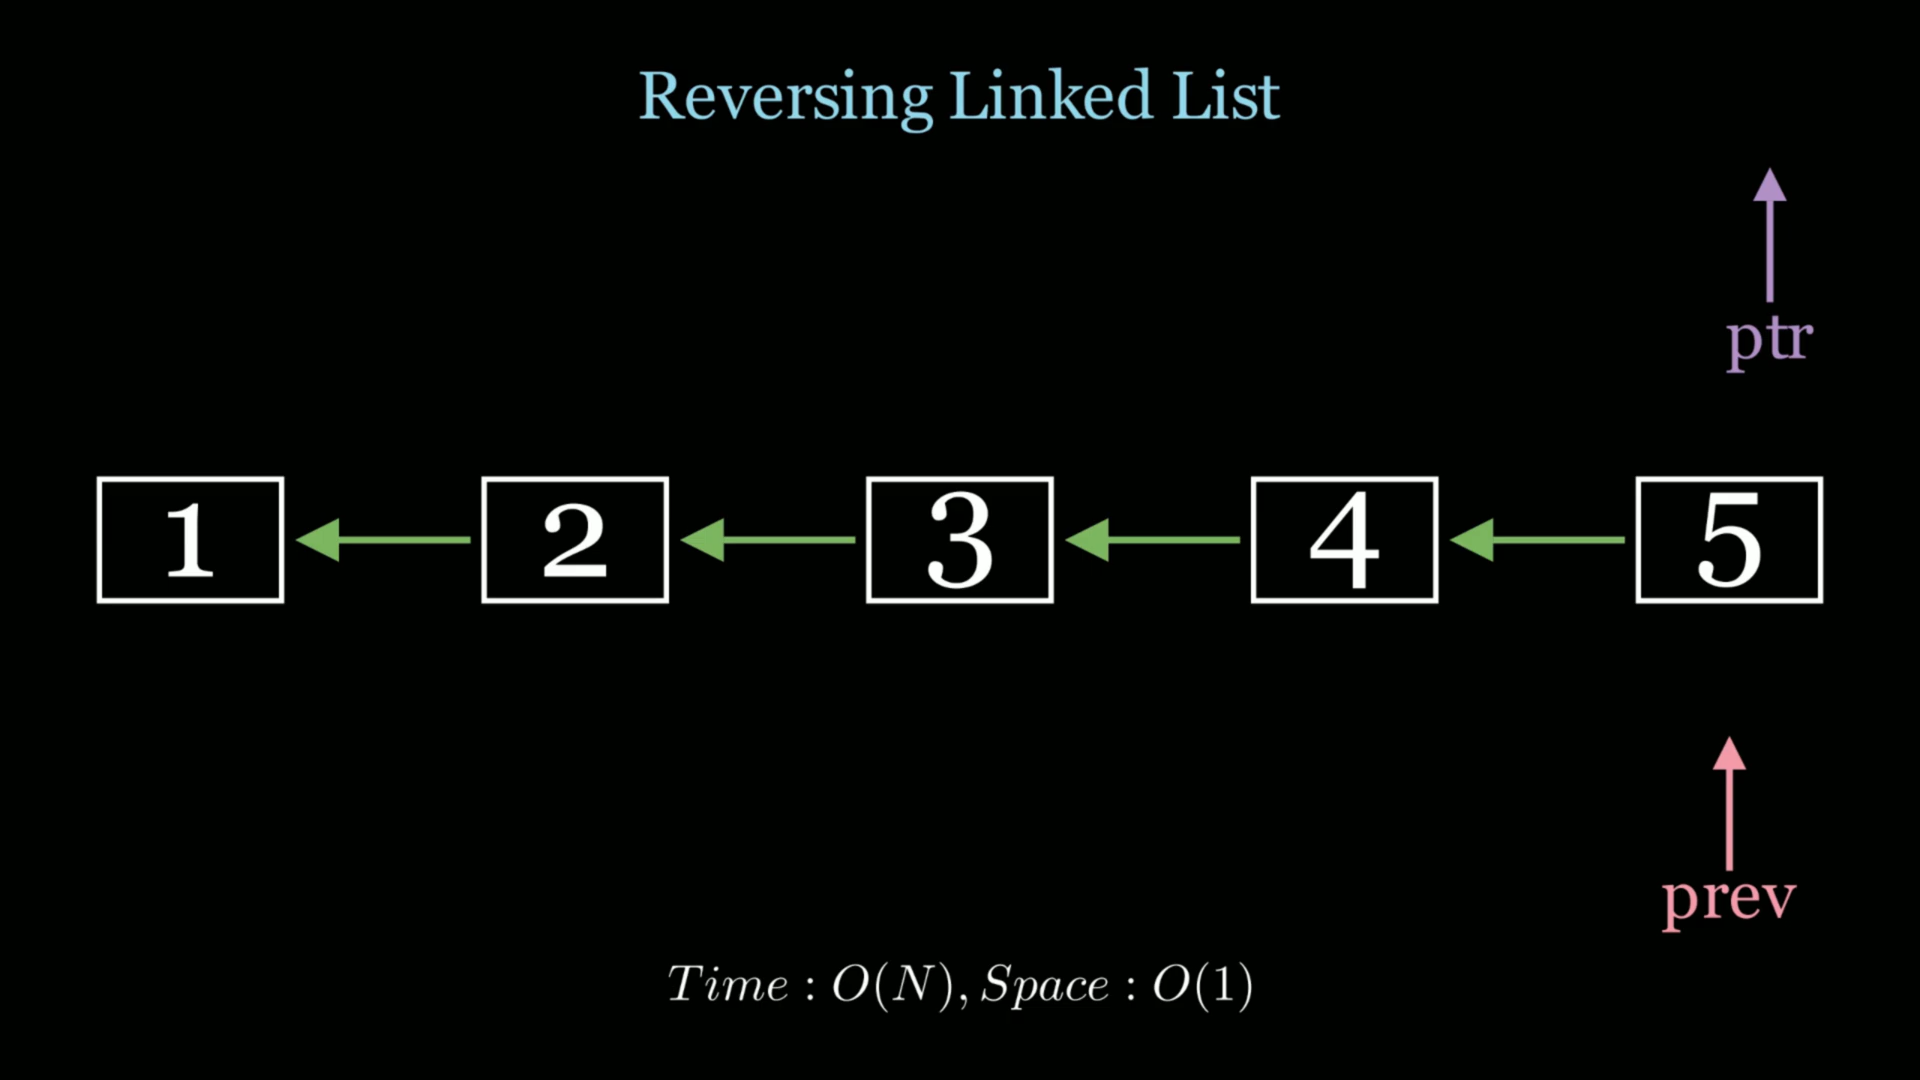 Reversing Linked List
ptr
1 2 3 4 5
prev
Time : O(N), Space : O(1)